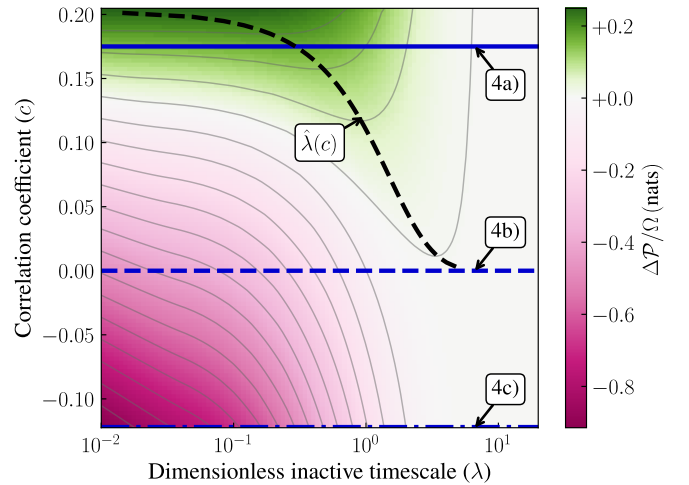 0.20
0.15
0.10
0.05
0.00
−0.05
−0.10
Correlation coefficient (c)
10⁻²
10⁻¹
10⁰
10¹
Dimensionless inactive timescale (λ)
4a)
λ̂(c)
4b)
4c)
+0.2
+0.0
−0.2
−0.4
−0.6
−0.8
Δ𝒫/Ω (nats)